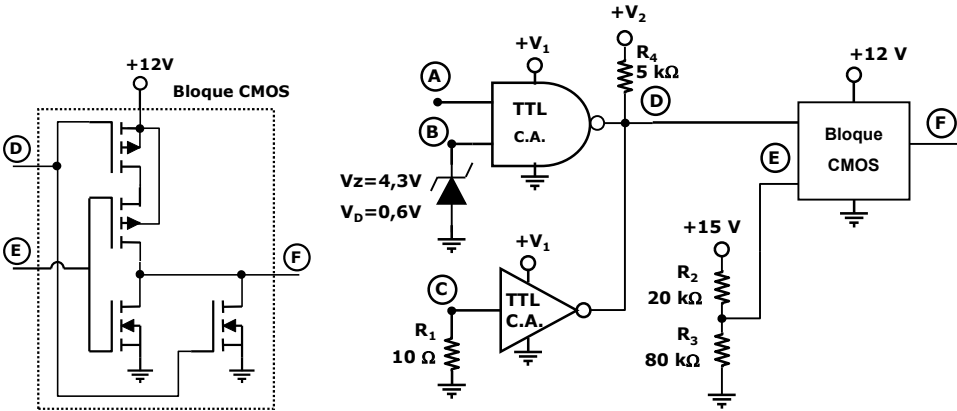 +12V
Bloque CMOS
D
E
F
+V2
+V1
R4
5 kΩ
A
TTL
C.A.
D
B
Vz=4,3V
VD=0,6V
+V1
C
TTL
C.A.
R1
10 Ω
+12 V
F
Bloque
CMOS
E
+15 V
R2
20 kΩ
R3
80 kΩ